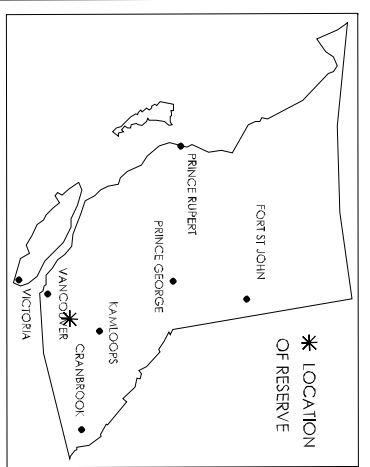 LOCATION
OF RESERVE
FORT ST JOHN
PRINCE RUPERT
PRINCE GEORGE
KAMLOOPS
CRANBROOK
VANCOUVER
VICTORIA